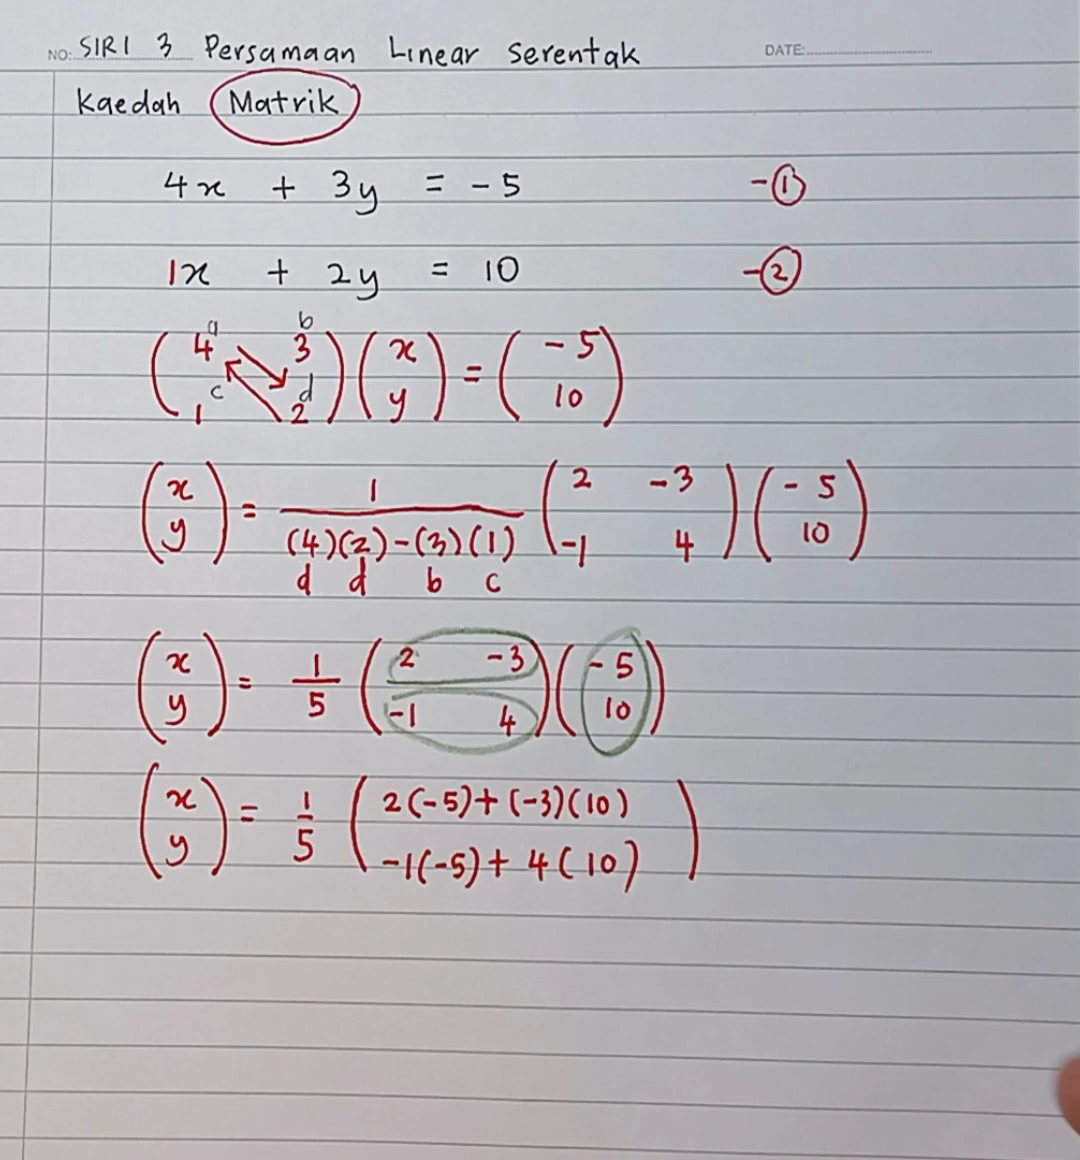 NO: SIRI 3 Persamaan Linear Serentak DATE:
Kaedah Matrik
4x + 3y = -5 -①
1x + 2y = 10 -②
a b
( 4 3 ) ( x ) = ( -5 )
c d
( 1 2 ) ( y ) ( 10 )
( x ) = 1 ( 2 -3 ) ( -5 )
( y ) (4)(2)-(3)(1) ( -1 4 ) ( 10 )
d d b c
( x ) = 1 ( 2 -3 ) ( -5 )
( y ) 5 ( -1 4 ) ( 10 )
( x ) = 1 ( 2(-5)+(-3)(10) )
( y ) 5 ( -1(-5)+4(10) )